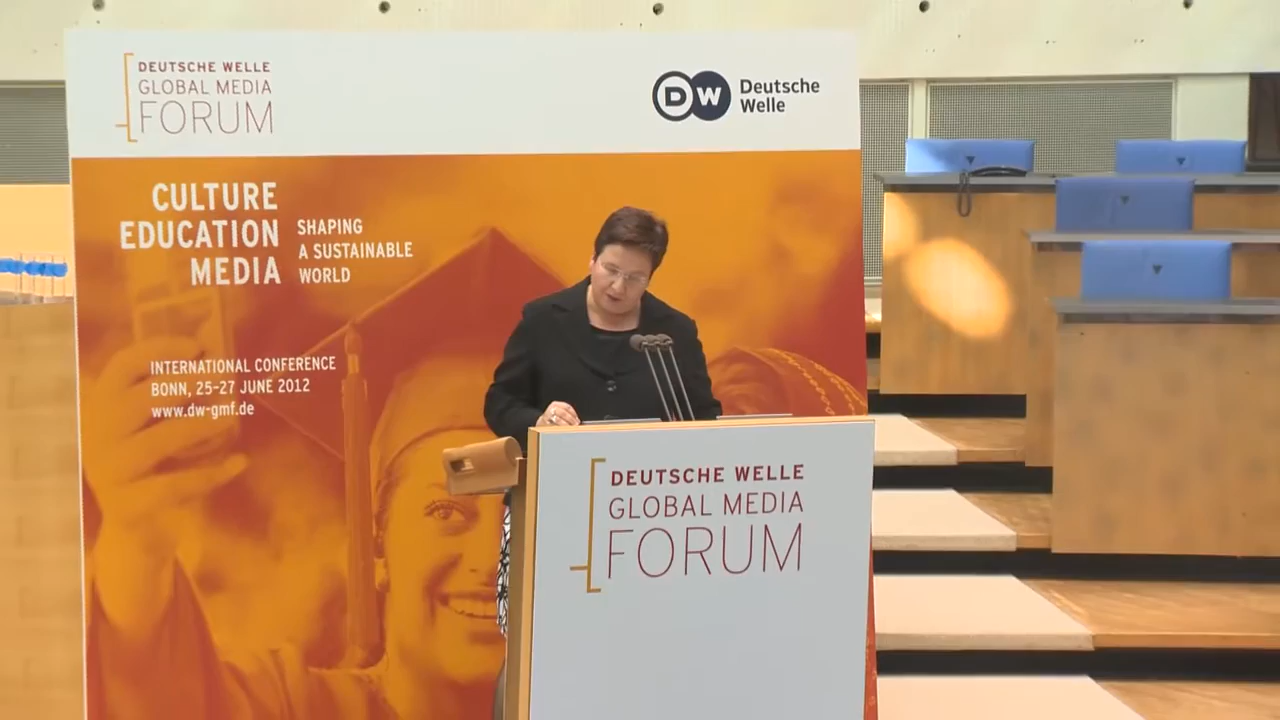 DEUTSCHE WELLE
GLOBAL MEDIA
FORUM
DW Deutsche
Welle
CULTURE
EDUCATION
MEDIA
SHAPING
A SUSTAINABLE
WORLD
INTERNATIONAL CONFERENCE
BONN, 25-27 JUNE 2012
www.dw-gmf.de
DEUTSCHE WELLE
GLOBAL MEDIA
FORUM